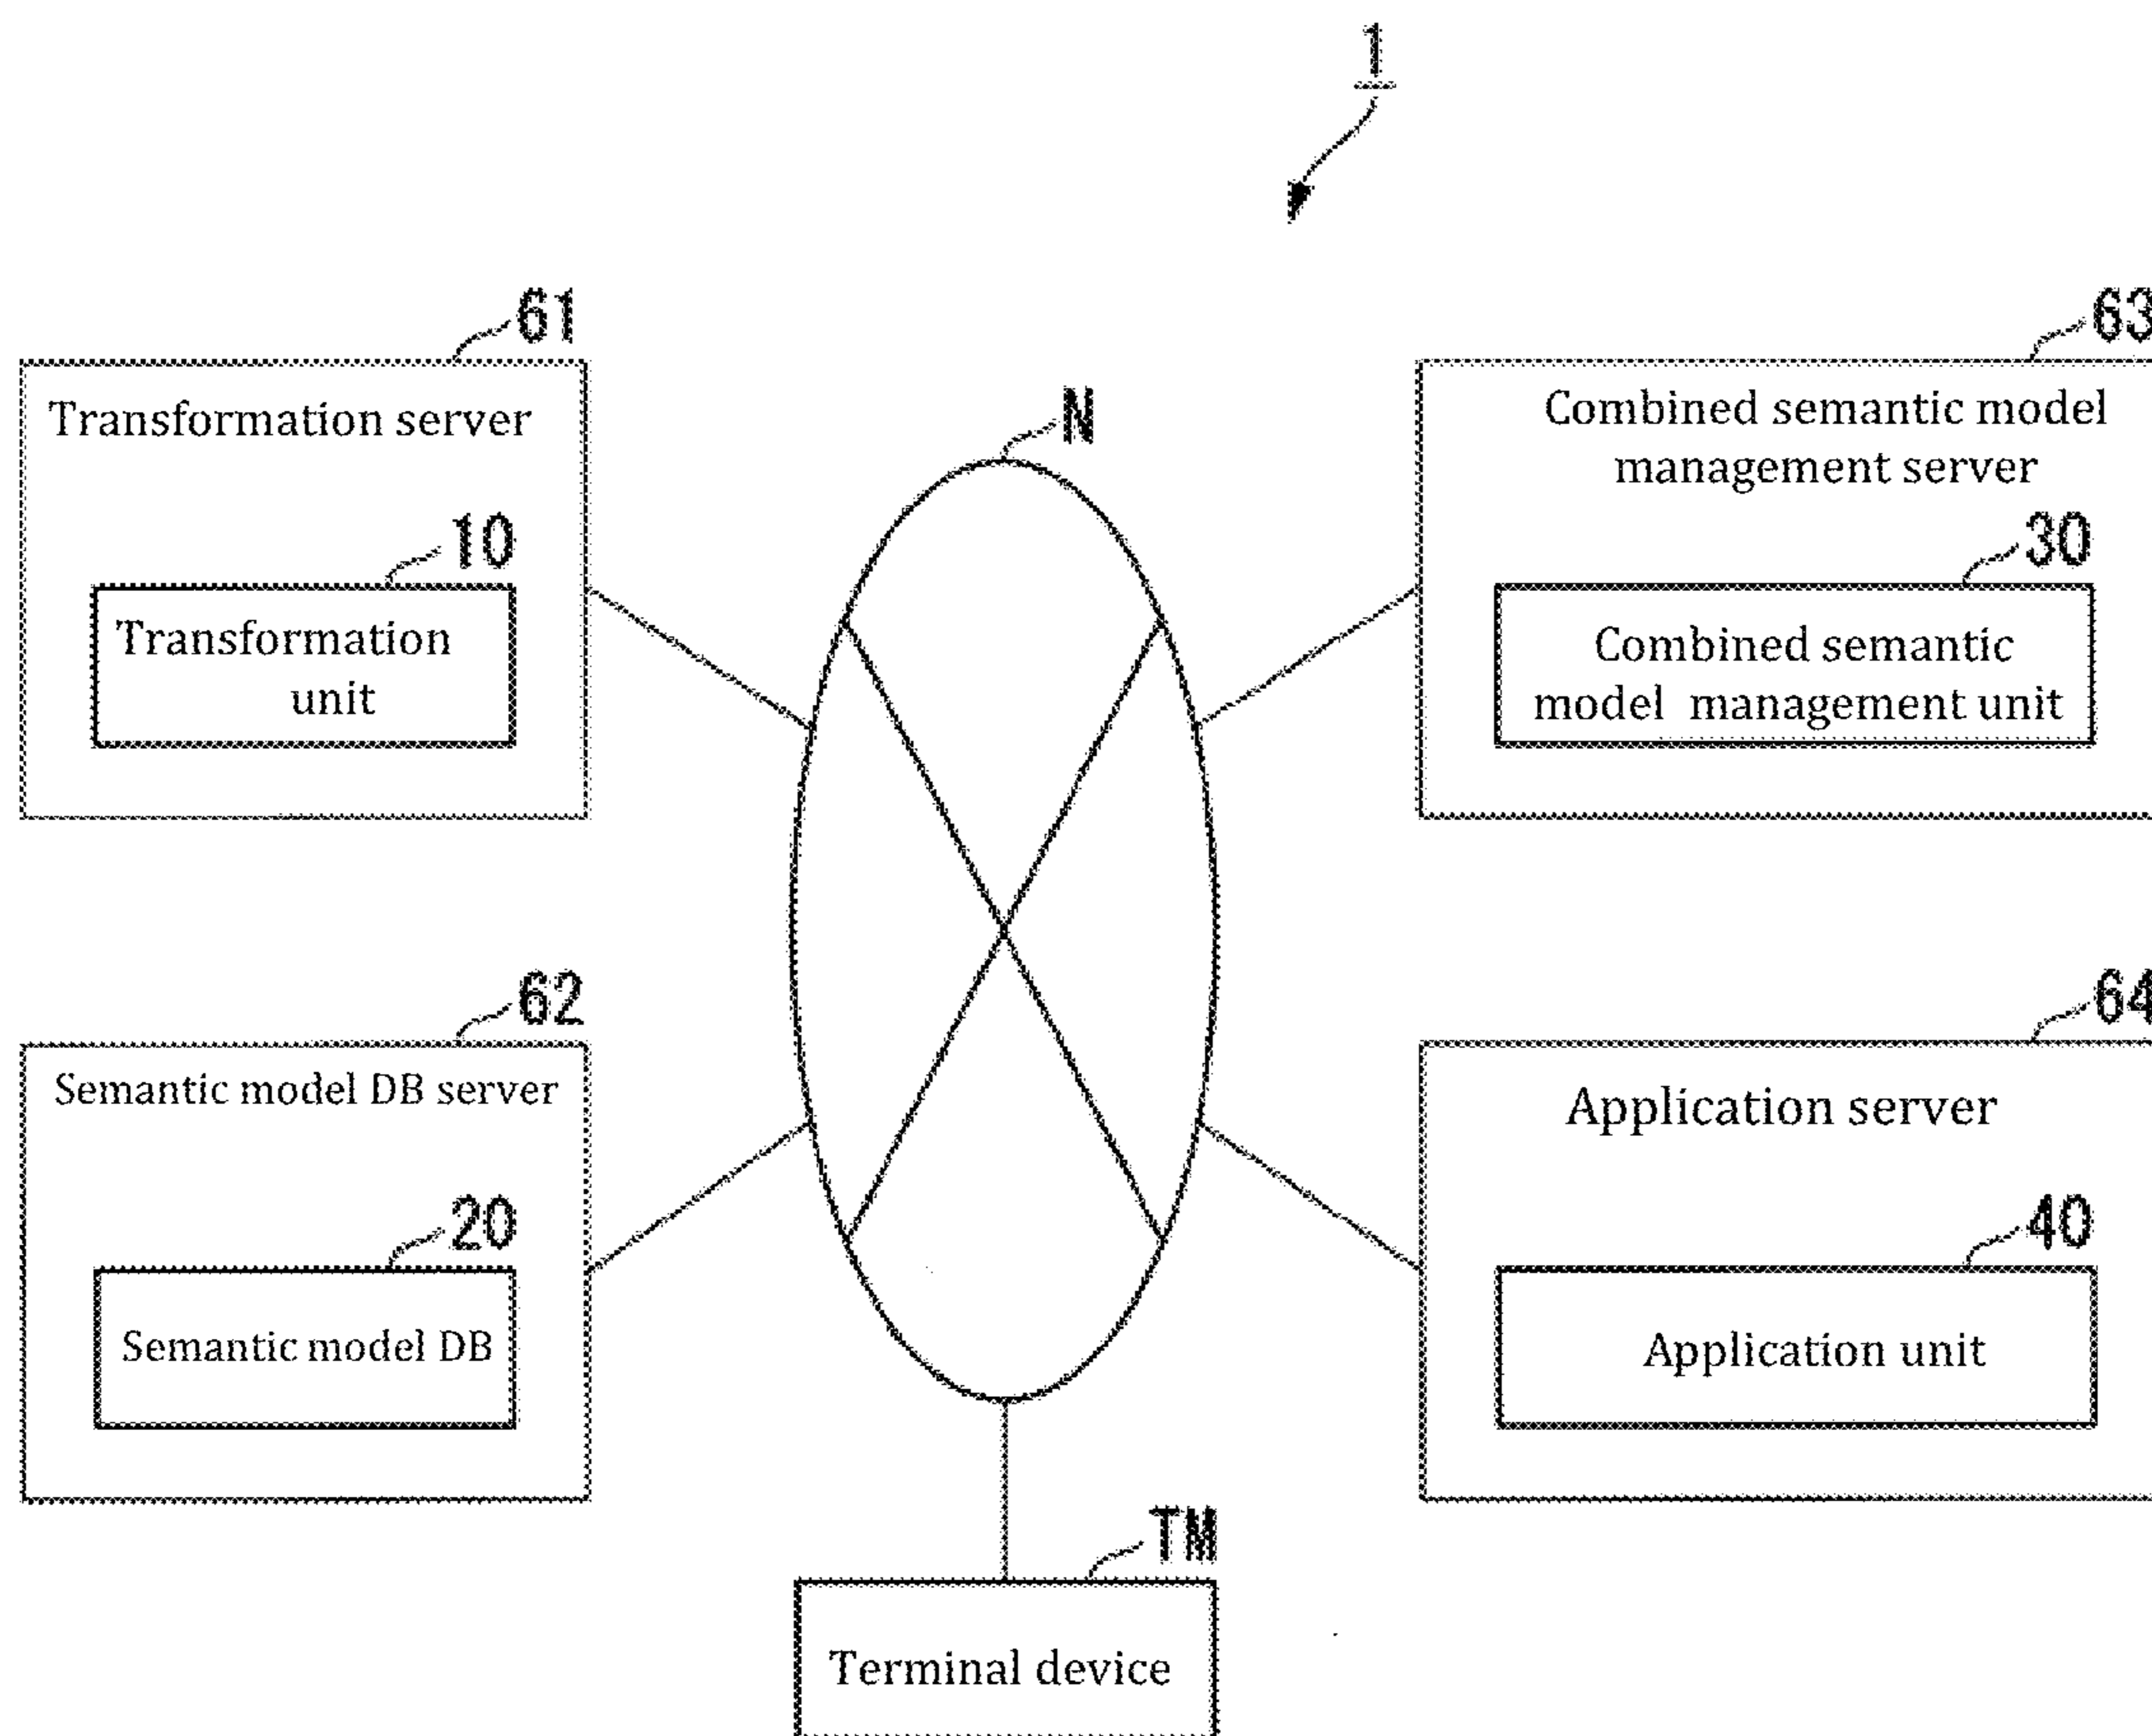 1
61
Transformation server
10
Transformation
unit
N
63
Combined semantic model
management server
30
Combined semantic
model management unit
62
Semantic model DB server
20
Semantic model DB
64
Application server
40
Application unit
TM
Terminal device